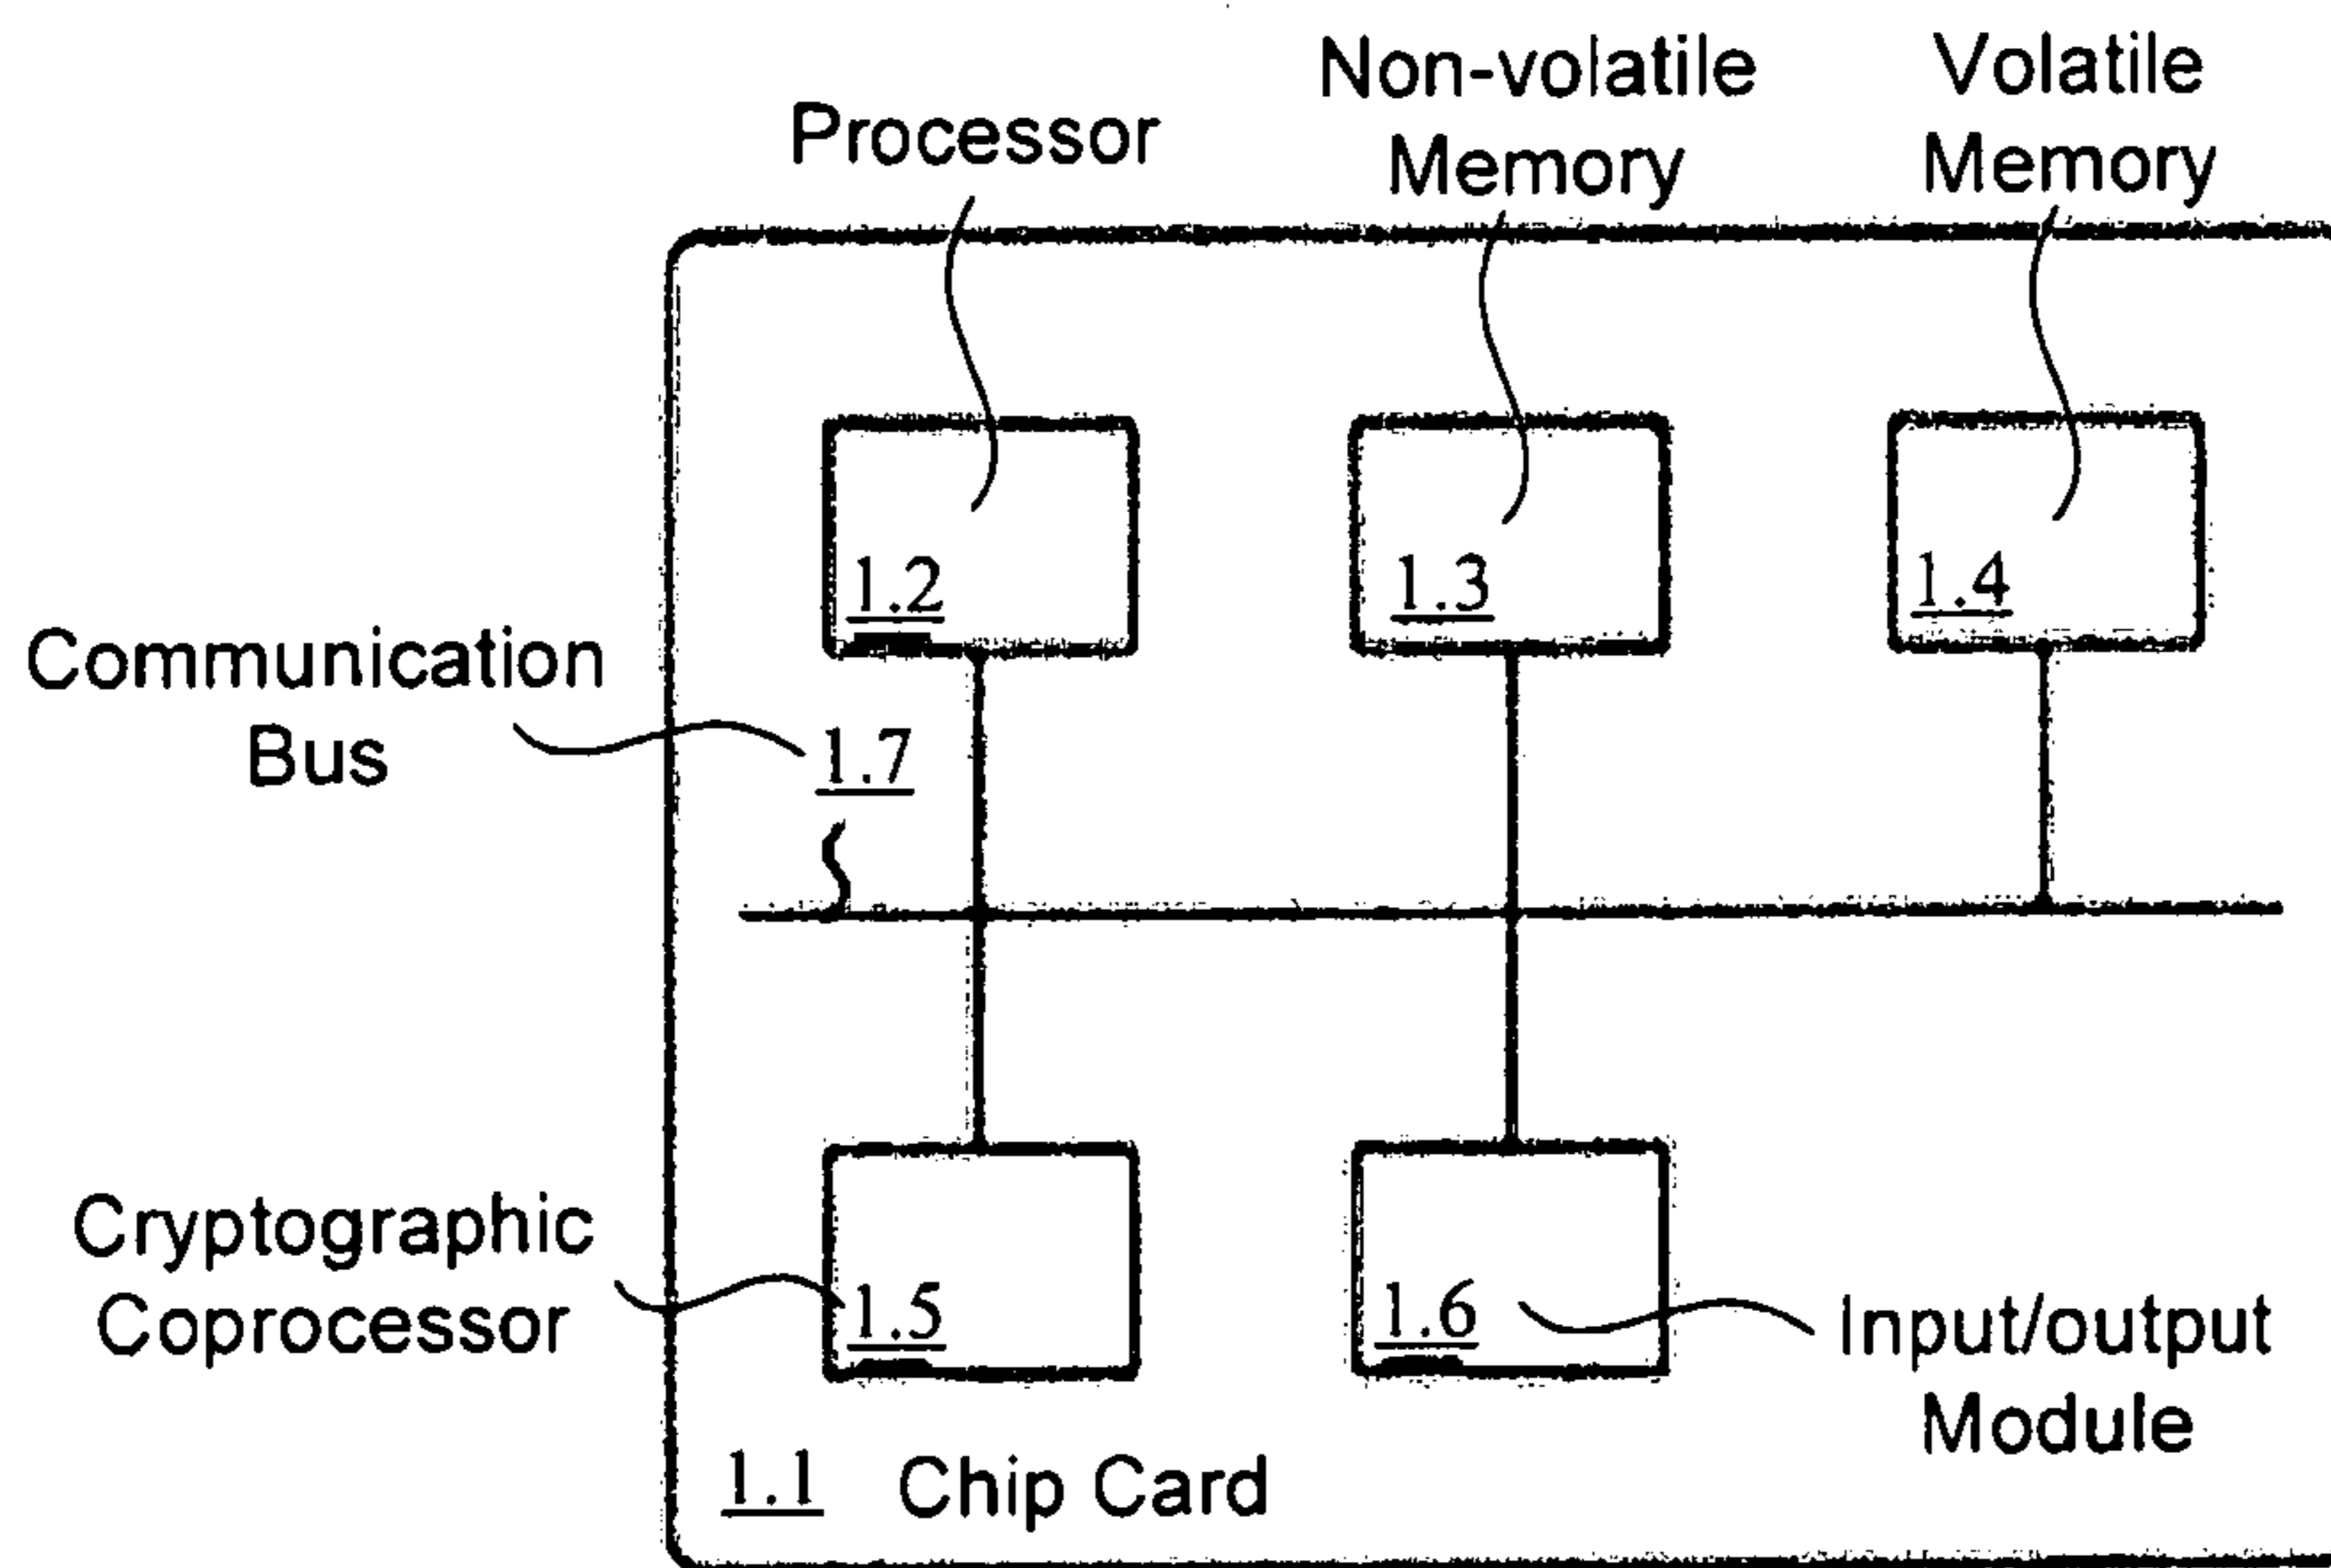 Processor
Non-volatile
Memory
Volatile
Memory
1.2
1.3
1.4
Communication
Bus
1.7
Cryptographic
Coprocessor
1.5
1.6
Input/output
Module
1.1 Chip Card